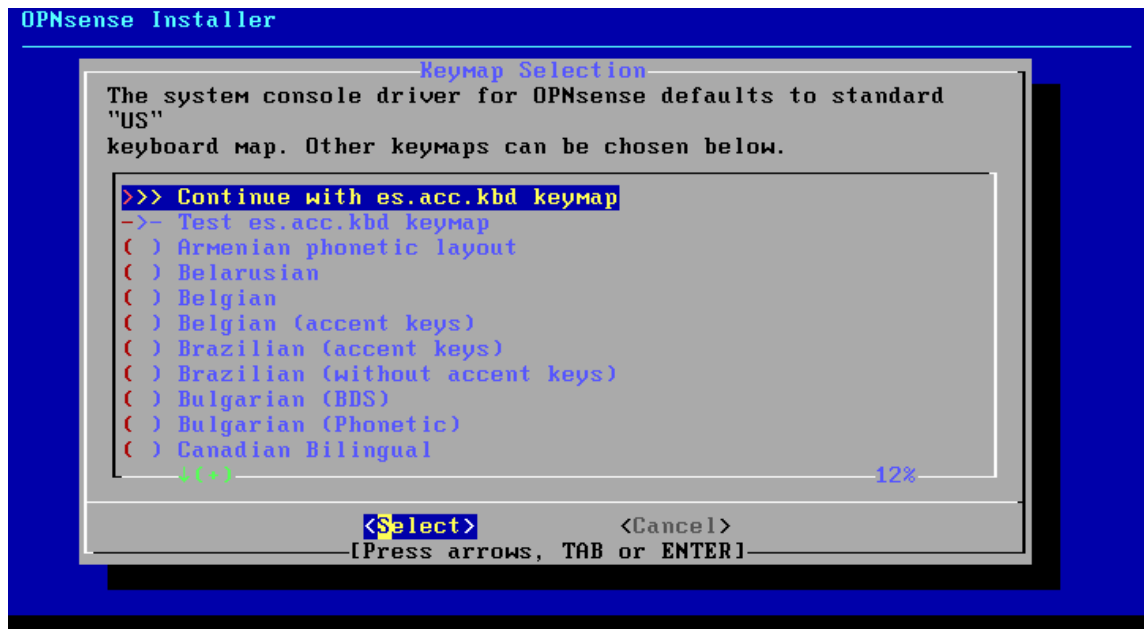 OPNsense Installer
Keymap Selection
The system console driver for OPNsense defaults to standard
"US"
keyboard map. Other keymaps can be chosen below.
>>> Continue with es.acc.kbd keymap
->- Test es.acc.kbd keymap
( ) Armenian phonetic layout
( ) Belarusian
( ) Belgian
( ) Belgian (accent keys)
( ) Brazilian (accent keys)
( ) Brazilian (without accent keys)
( ) Bulgarian (BDS)
( ) Bulgarian (Phonetic)
( ) Canadian Bilingual
↓(+) 12%
<Select> <Cancel>
[Press arrows, TAB or ENTER]